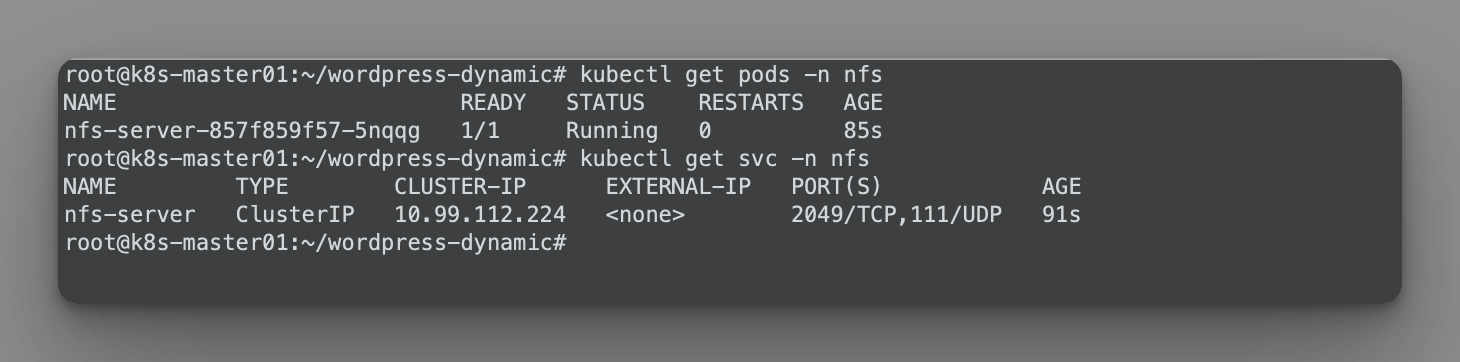 root@k8s-master01:~/wordpress-dynamic# kubectl get pods -n nfs
NAME                          READY   STATUS    RESTARTS   AGE
nfs-server-857f859f57-5nqqg   1/1     Running   0          85s
root@k8s-master01:~/wordpress-dynamic# kubectl get svc -n nfs
NAME         TYPE        CLUSTER-IP      EXTERNAL-IP   PORT(S)            AGE
nfs-server   ClusterIP   10.99.112.224   <none>        2049/TCP,111/UDP   91s
root@k8s-master01:~/wordpress-dynamic#